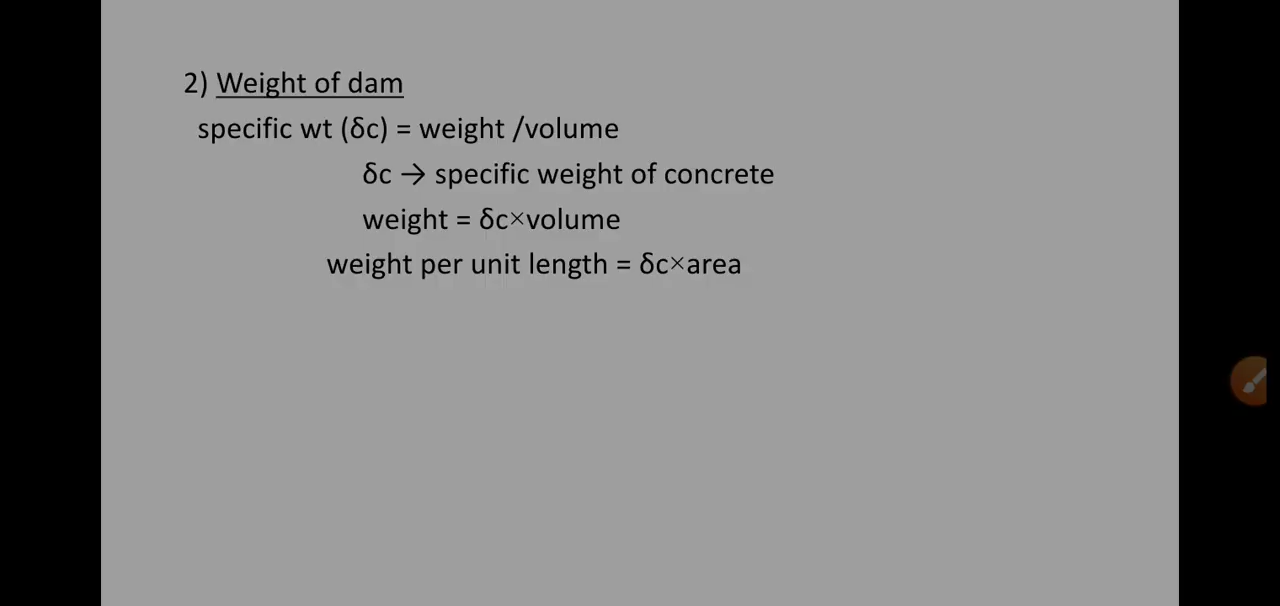 2) Weight of dam
specific wt (δc) = weight /volume
δc → specific weight of concrete
weight = δc×volume
weight per unit length = δc×area